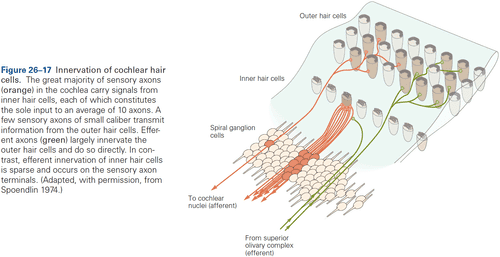 Figure 26–17 Innervation of cochlear hair
cells. The great majority of sensory axons
(orange) in the cochlea carry signals from
inner hair cells, each of which constitutes
the sole input to an average of 10 axons. A
few sensory axons of small caliber transmit
information from the outer hair cells. Effer-
ent axons (green) largely innervate the
outer hair cells and do so directly. In con-
trast, efferent innervation of inner hair cells
is sparse and occurs on the sensory axon
terminals. (Adapted, with permission, from
Spoendlin 1974.)
Outer hair cells
Inner hair cells
Spiral ganglion
cells
To cochlear
nuclei (afferent)
From superior
olivary complex
(efferent)